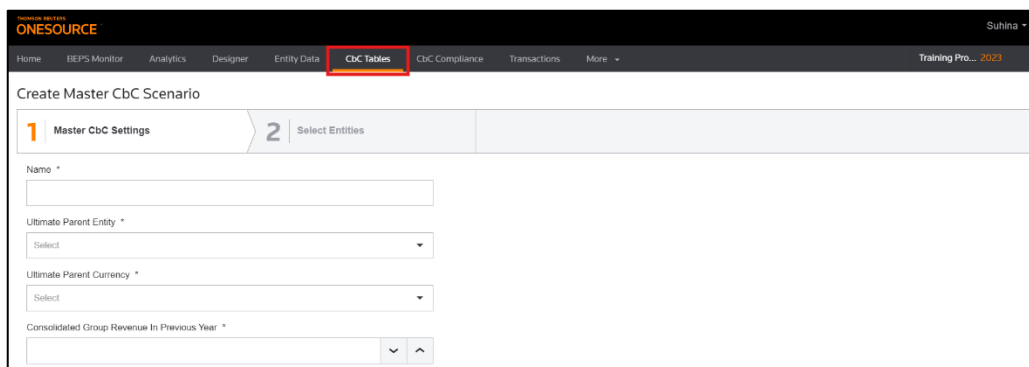 THOMSON REUTERS
ONESOURCE
Suhina
Home BEPS Monitor Analytics Designer Entity Data CbC Tables CbC Compliance Transactions More Training Pro... 2023
Create Master CbC Scenario
1 Master CbC Settings 2 Select Entities
Name *
Ultimate Parent Entity *
Select
Ultimate Parent Currency *
Select
Consolidated Group Revenue In Previous Year *